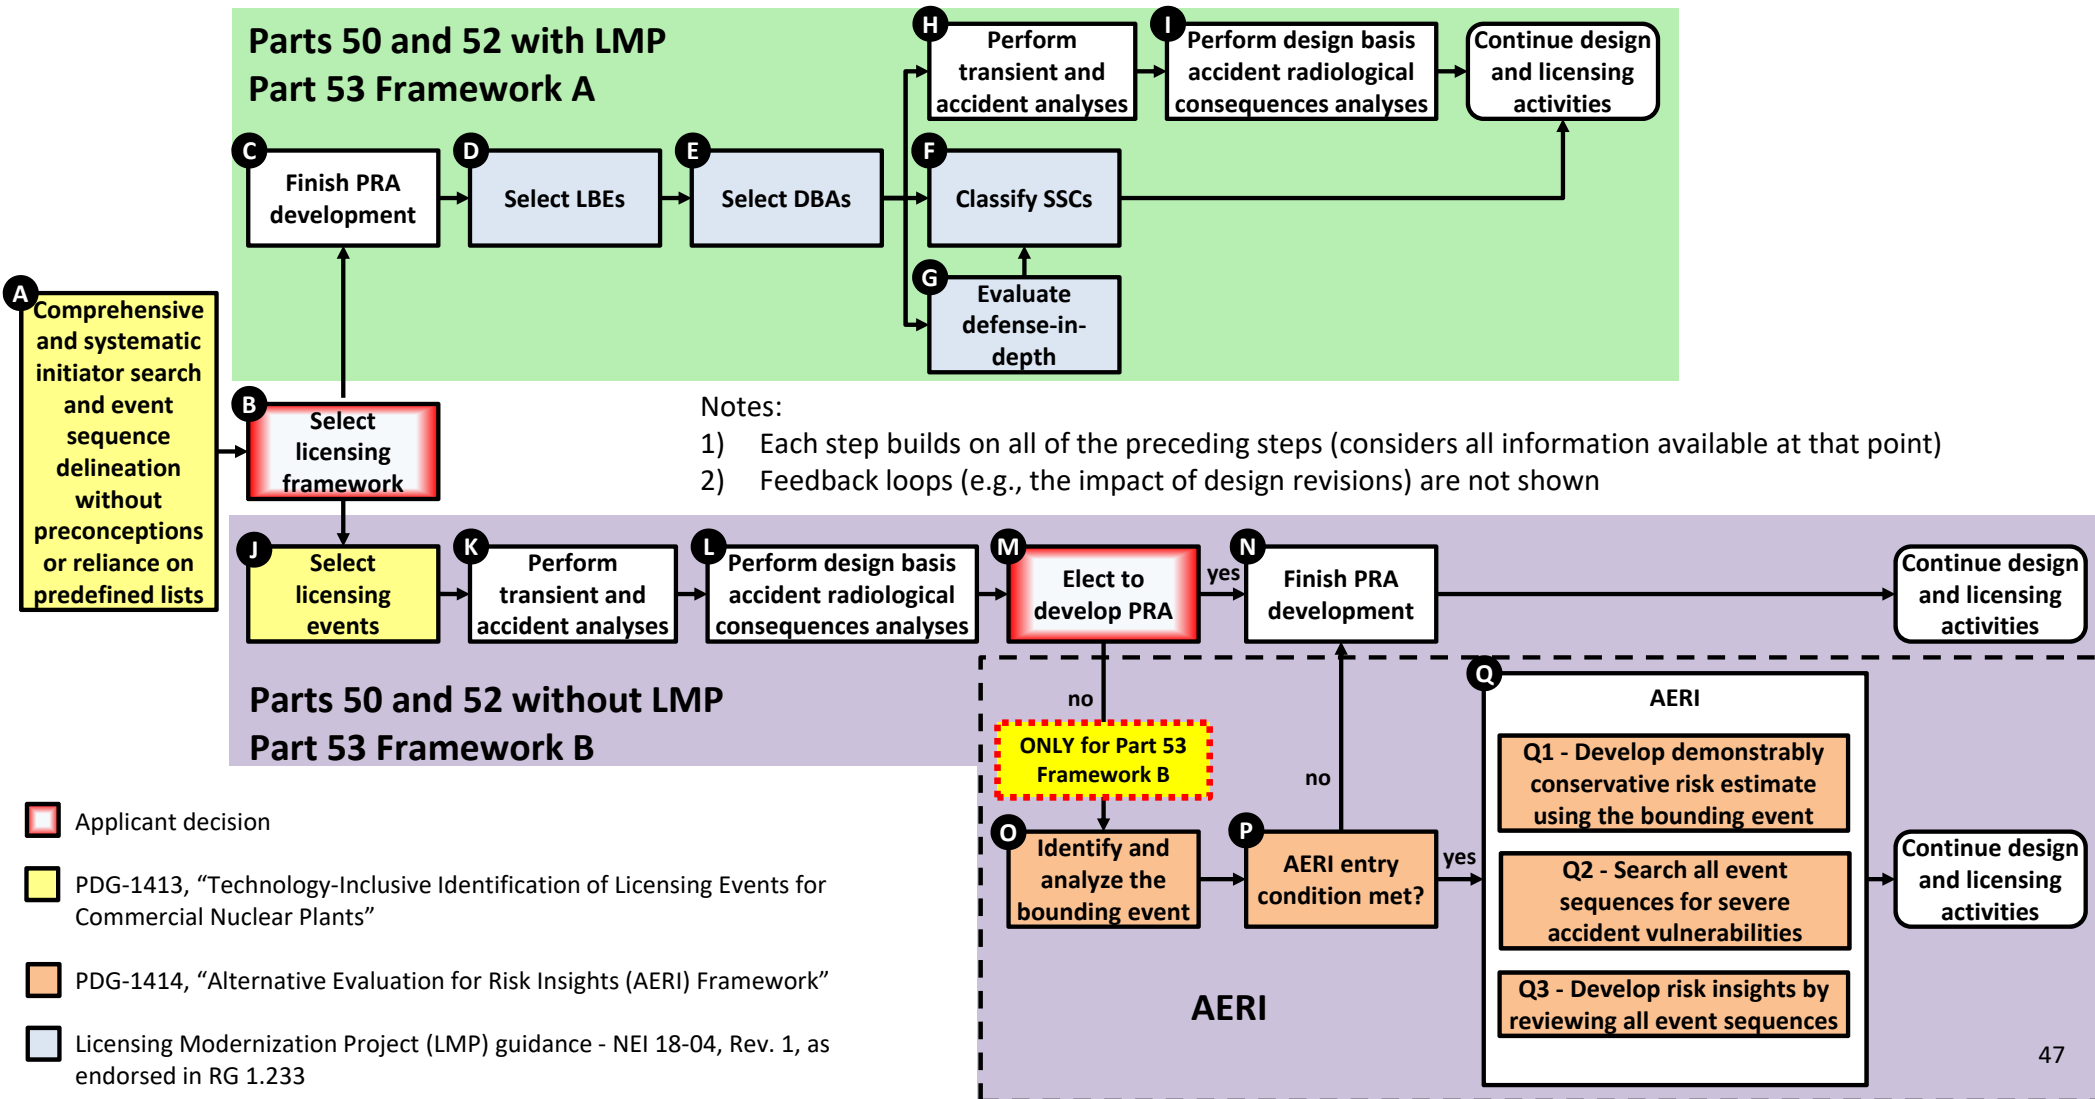 Parts 50 and 52 with LMP
Part 53 Framework A
H
Perform
transient and
accident analyses
I
Perform design basis
accident radiological
consequences analyses
Continue design
and licensing
activities
C
Finish PRA
development
D
Select LBEs
E
Select DBAs
F
Classify SSCs
G
Evaluate
defense-in-
depth
A
Comprehensive
and systematic
initiator search
and event
sequence
delineation
without
preconceptions
or reliance on
predefined lists
B
Select
licensing
framework
Notes:
1) Each step builds on all of the preceding steps (considers all information available at that point)
2) Feedback loops (e.g., the impact of design revisions) are not shown
J
Select
licensing
events
K
Perform
transient and
accident analyses
L
Perform design basis
accident radiological
consequences analyses
M
Elect to
develop PRA
yes
N
Finish PRA
development
Continue design
and licensing
activities
Parts 50 and 52 without LMP
Part 53 Framework B
no
ONLY for Part 53
Framework B
no
O
Identify and
analyze the
bounding event
P
AERI entry
condition met?
yes
Q
AERI
Q1 - Develop demonstrably
conservative risk estimate
using the bounding event
Q2 - Search all event
sequences for severe
accident vulnerabilities
Q3 - Develop risk insights by
reviewing all event sequences
Continue design
and licensing
activities
AERI
Applicant decision
PDG-1413, “Technology-Inclusive Identification of Licensing Events for
Commercial Nuclear Plants”
PDG-1414, “Alternative Evaluation for Risk Insights (AERI) Framework”
Licensing Modernization Project (LMP) guidance - NEI 18-04, Rev. 1, as
endorsed in RG 1.233
47